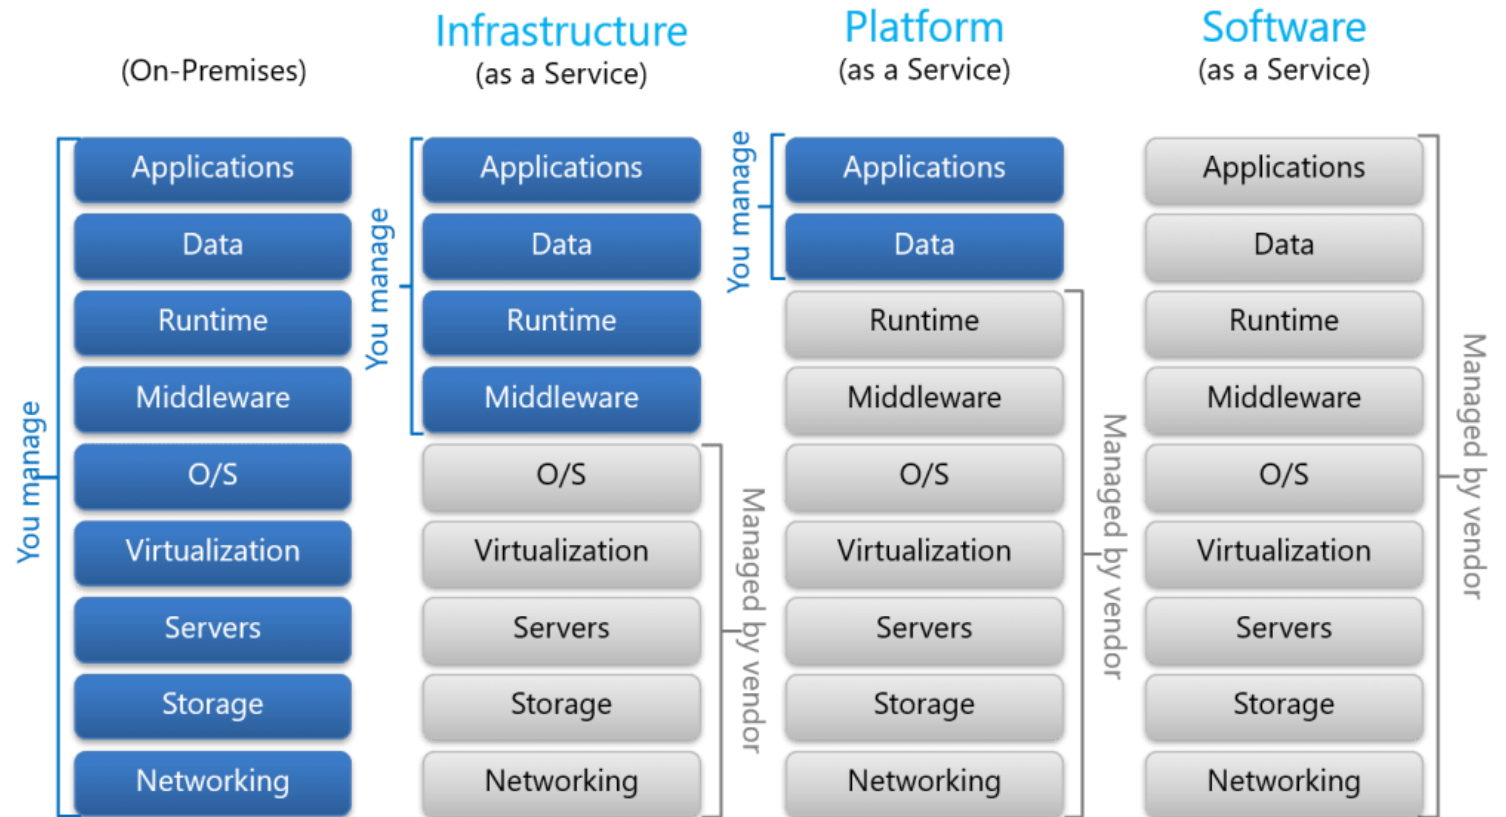 (On-Premises)
You manage
Applications
Data
Runtime
Middleware
O/S
Virtualization
Servers
Storage
Networking
Infrastructure
(as a Service)
You manage
Applications
Data
Runtime
Middleware
O/S
Virtualization
Servers
Storage
Networking
Managed by vendor
Platform
(as a Service)
You manage
Applications
Data
Runtime
Middleware
O/S
Virtualization
Servers
Storage
Networking
Managed by vendor
Software
(as a Service)
Applications
Data
Runtime
Middleware
O/S
Virtualization
Servers
Storage
Networking
Managed by vendor